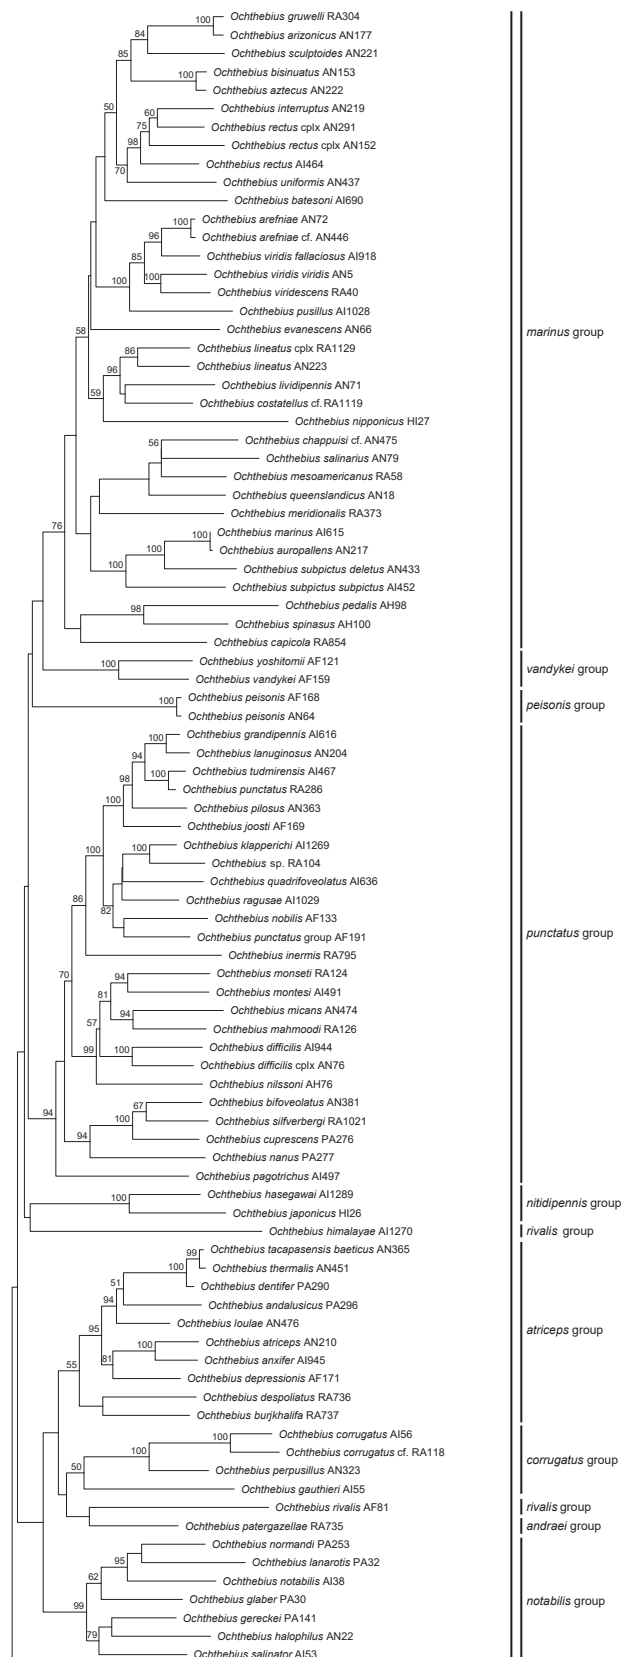 Ochthebius gruwelli RA304
100
Ochthebius arizonicus AN177
84
Ochthebius sculptoides AN221
85
Ochthebius bisinuatus AN153
100
Ochthebius aztecus AN222
50
Ochthebius interruptus AN219
60
Ochthebius rectus cplx AN291
75
Ochthebius rectus cplx AN152
98
Ochthebius rectus AI464
70
Ochthebius uniformis AN437
Ochthebius batesoni AI690
Ochthebius arefniae AN72
100
Ochthebius arefniae cf. AN446
96
Ochthebius viridis fallaciosus AI918
85
Ochthebius viridis viridis AN5
100
100
Ochthebius viridescens RA40
Ochthebius pusillus AI1028
Ochthebius evanescens AN66
58
marinus group
Ochthebius lineatus cplx RA1129
86
Ochthebius lineatus AN223
96
Ochthebius lividipennis AN71
59
Ochthebius costatellus cf. RA1119
Ochthebius nipponicus HI27
Ochthebius chappuisi cf. AN475
56
Ochthebius salinarius AN79
Ochthebius mesoamericanus RA58
Ochthebius queenslandicus AN18
Ochthebius meridionalis RA373
76
Ochthebius marinus AI615
100
Ochthebius auropallens AN217
100
Ochthebius subpictus deletus AN433
100
Ochthebius subpictus subpictus AI452
Ochthebius pedalis AH98
98
Ochthebius spinasus AH100
Ochthebius capicola RA854
Ochthebius yoshitomii AF121
100
vandykei group
Ochthebius vandykei AF159
Ochthebius peisonis AF168
100
peisonis group
Ochthebius peisonis AN64
Ochthebius grandipennis AI616
100
Ochthebius lanuginosus AN204
94
Ochthebius tudmirensis AI467
98
100
Ochthebius punctatus RA286
Ochthebius pilosus AN363
100
Ochthebius joosti AF169
Ochthebius klapperichi AI1269
100
100
Ochthebius sp. RA104
Ochthebius quadrifoveolatus AI636
Ochthebius ragusae AI1029
86
82
Ochthebius nobilis AF133
Ochthebius punctatus group AF191
punctatus group
Ochthebius inermis RA795
Ochthebius monseti RA124
70
94
Ochthebius montesi AI491
81
Ochthebius micans AN474
94
57
Ochthebius mahmoodi RA126
Ochthebius difficilis AI944
99
100
Ochthebius difficilis cplx AN76
Ochthebius nilssoni AH76
Ochthebius bifoveolatus AN381
67
94
Ochthebius silfverbergi RA1021
100
Ochthebius cuprescens PA276
94
Ochthebius nanus PA277
Ochthebius pagotrichus AI497
Ochthebius hasegawai AI1289
100
nitidipennis group
Ochthebius japonicus HI26
Ochthebius himalayae AI1270
rivalis group
Ochthebius tacapasensis baeticus AN365
99
Ochthebius thermalis AN451
100
Ochthebius dentifer PA290
51
Ochthebius andalusicus PA296
94
Ochthebius loulae AN476
atriceps group
95
Ochthebius atriceps AN210
100
Ochthebius anxifer AI945
81
Ochthebius depressionis AF171
55
Ochthebius despoliatus RA736
Ochthebius burjkhalifa RA737
Ochthebius corrugatus AI56
100
Ochthebius corrugatus cf. RA118
100
corrugatus group
Ochthebius perpusillus AN323
50
Ochthebius gauthieri AI55
Ochthebius rivalis AF81
rivalis group
Ochthebius patergazellae RA735
andraei group
Ochthebius normandi PA253
95
Ochthebius lanarotis PA32
Ochthebius notabilis AI38
62
Ochthebius glaber PA30
notabilis group
99
Ochthebius gereckei PA141
Ochthebius halophilus AN22
79
Ochthebius salinator AI53